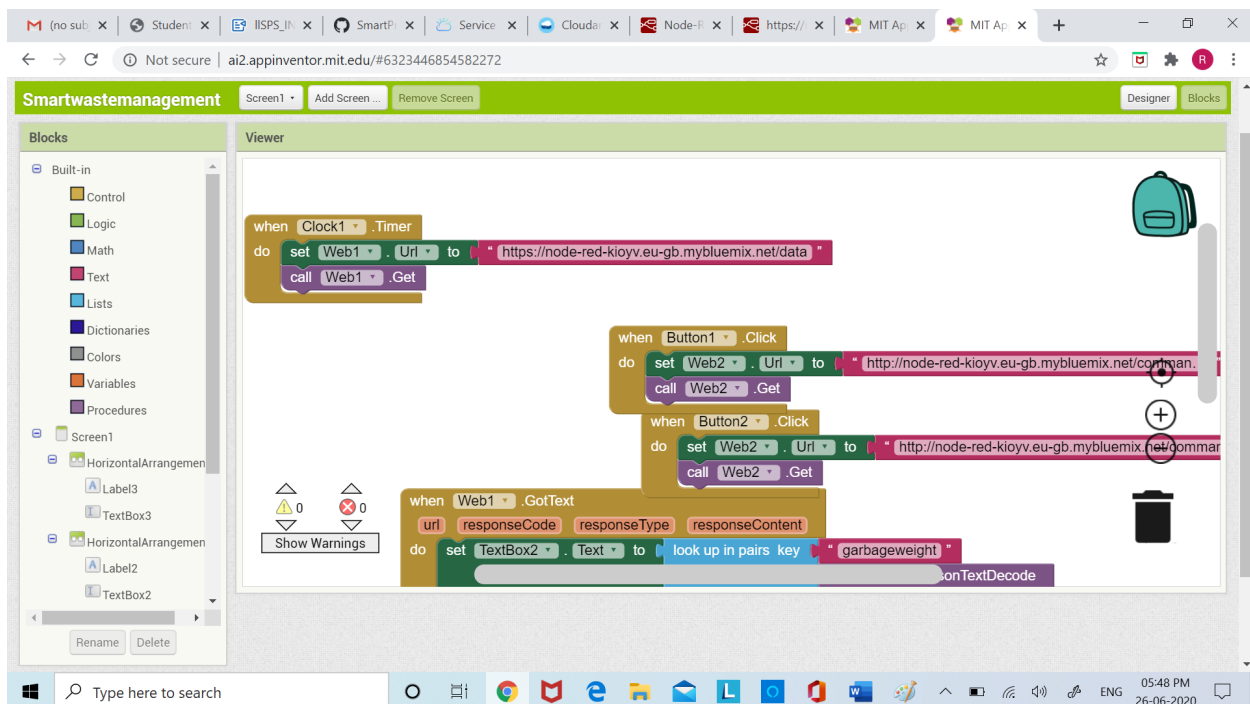 (no sub
Student
IISPS_IN
SmartPr
Service
Cloudan
Node-R
https://
MIT Ap
MIT Ap
Not secure | ai2.appinventor.mit.edu/#6323446854582272
R
Smartwastemanagement
Screen1
Add Screen ...
Remove Screen
Designer
Blocks
Blocks
Viewer
Built-in
Control
Logic
Math
Text
Lists
Dictionaries
Colors
Variables
Procedures
Screen1
HorizontalArrangemen
Label3
TextBox3
HorizontalArrangemen
Label2
TextBox2
Rename
Delete
when Clock1 .Timer
do set Web1 . Url to " https://node-red-kioyv.eu-gb.mybluemix.net/data "
call Web1 .Get
when Button1 .Click
do set Web2 . Url to " http://node-red-kioyv.eu-gb.mybluemix.net/comman.
call Web2 .Get
when Button2 .Click
do set Web2 . Url to " http://node-red-kioyv.eu-gb.mybluemix.net/commar
call Web2 .Get
0
0
Show Warnings
when Web1 .GotText
url responseCode responseType responseContent
do set TextBox2 . Text to look up in pairs key " garbageweight "
sonTextDecode
Type here to search
ENG
05:48 PM
26-06-2020